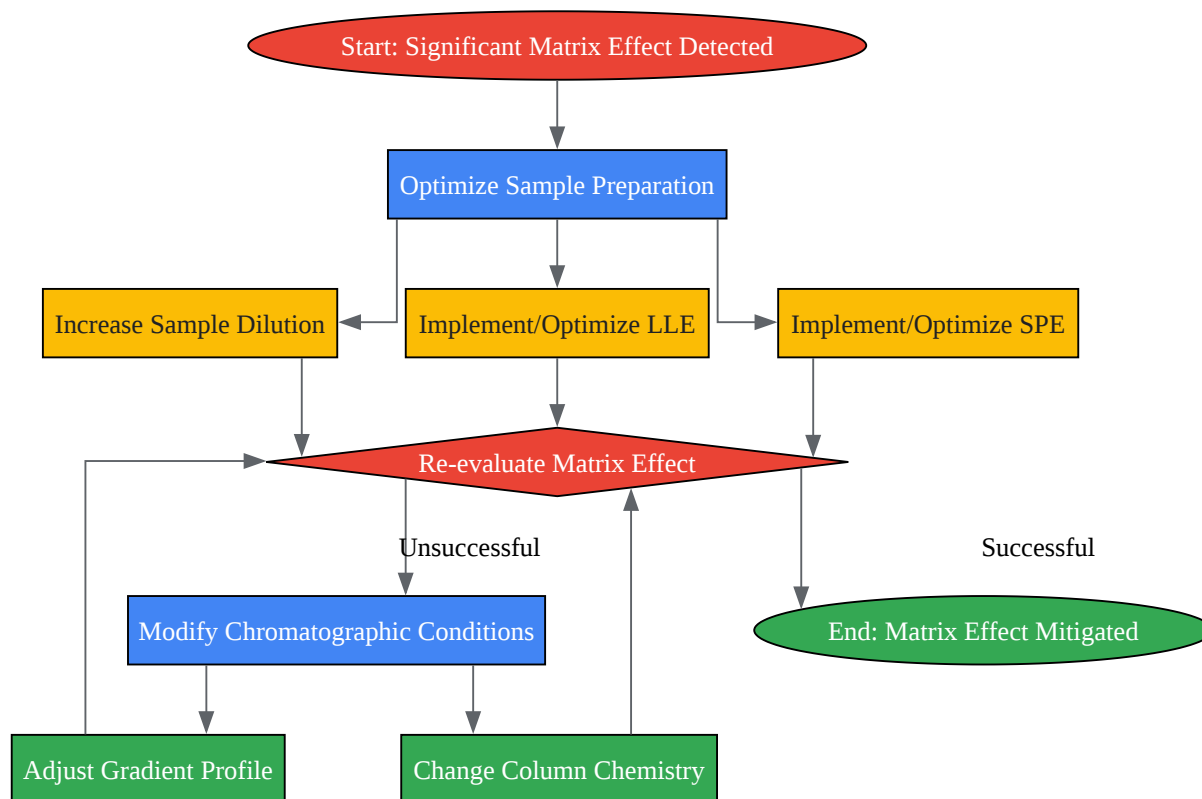 Start: Significant Matrix Effect Detected
Optimize Sample Preparation
Increase Sample Dilution
Implement/Optimize LLE
Implement/Optimize SPE
Re-evaluate Matrix Effect
Unsuccessful
Successful
Modify Chromatographic Conditions
End: Matrix Effect Mitigated
Adjust Gradient Profile
Change Column Chemistry